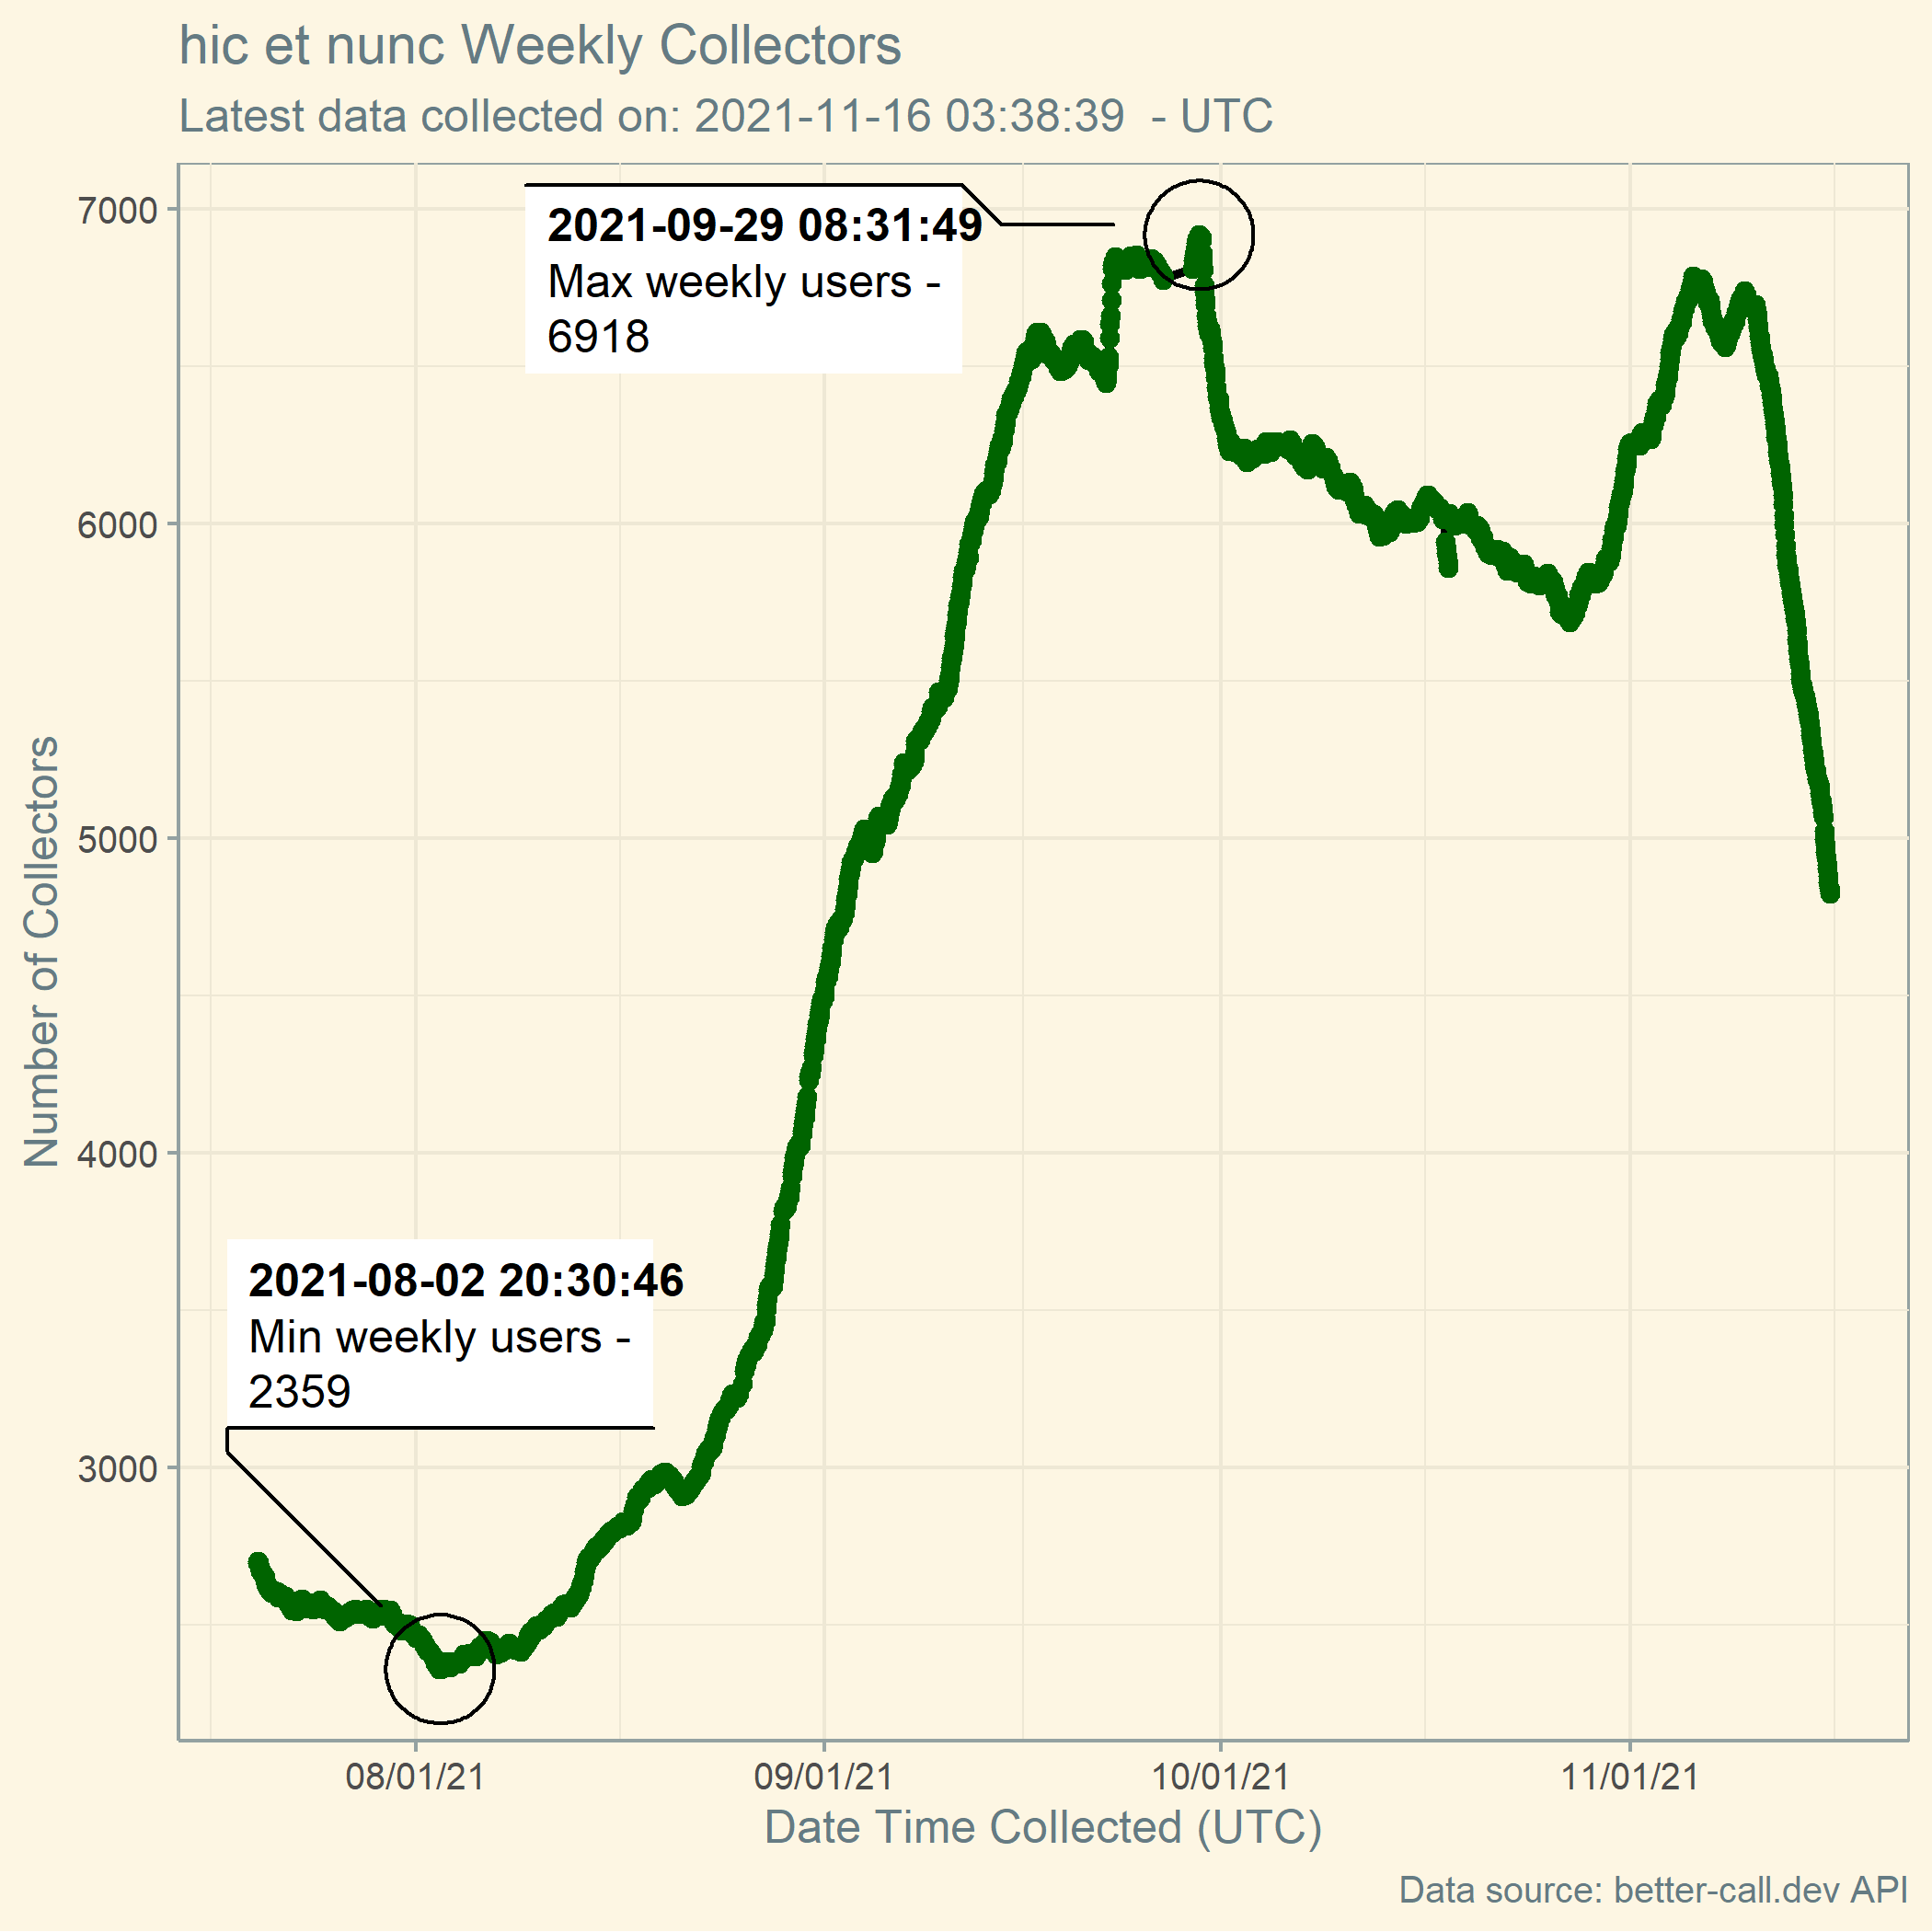 hic et nunc Weekly Collectors
Latest data collected on: 2021-11-16 03:38:39  - UTC
7000
6000
5000
4000
3000
Number of Collectors
2021-09-29 08:31:49
Max weekly users -
6918
2021-08-02 20:30:46
Min weekly users -
2359
08/01/21
09/01/21
10/01/21
11/01/21
Date Time Collected (UTC)
Data source: better-call.dev API